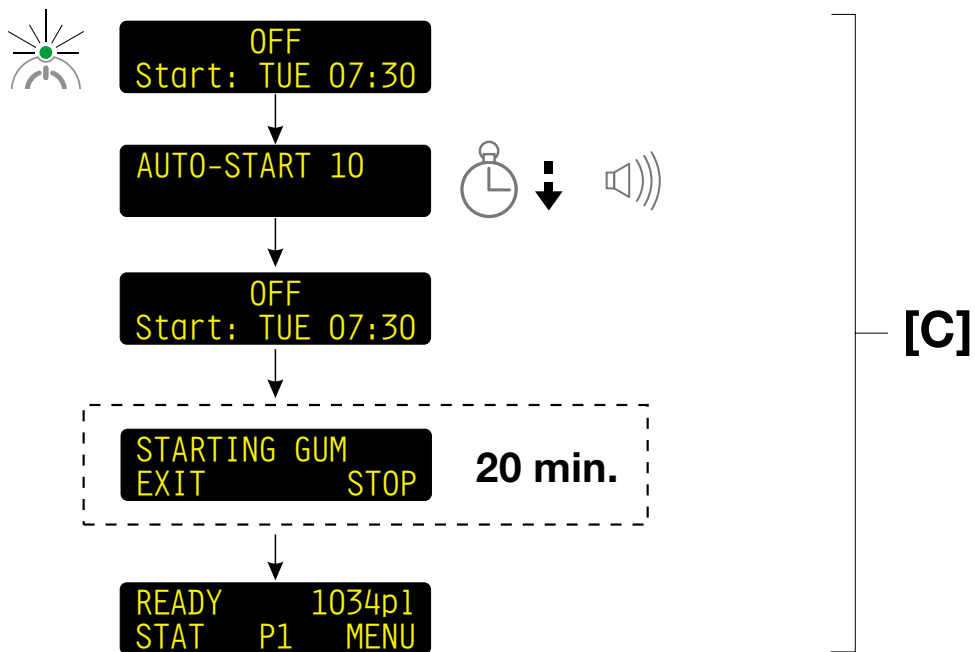 OFF
Start: TUE 07:30
AUTO-START 10
OFF
Start: TUE 07:30
[C]
STARTING GUM
EXIT STOP
20 min.
READY 1034pl
STAT P1 MENU